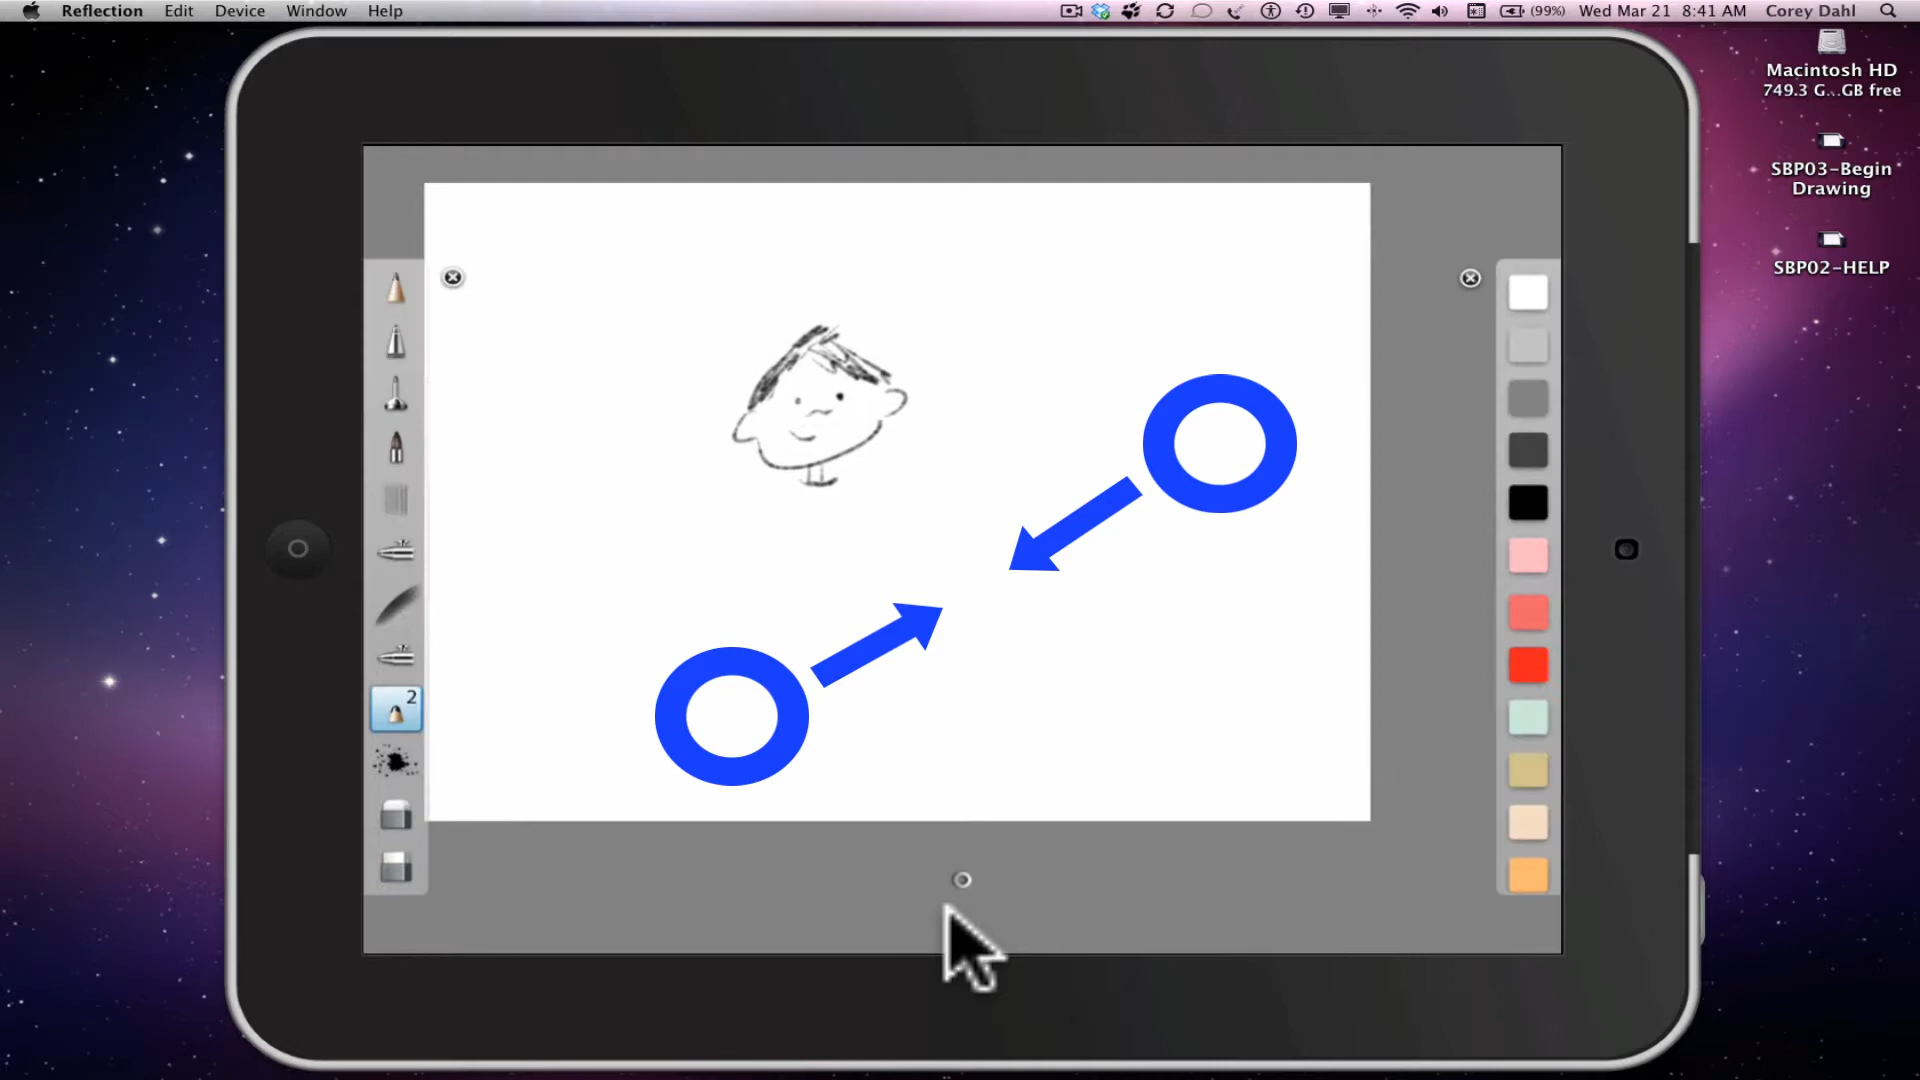 Reflection Edit Device Window Help (99%) Wed Mar 21 8:41 AM Corey Dahl
Macintosh HD
749.3 G...GB free
SBP03-Begin
Drawing
SBP02-HELP
2